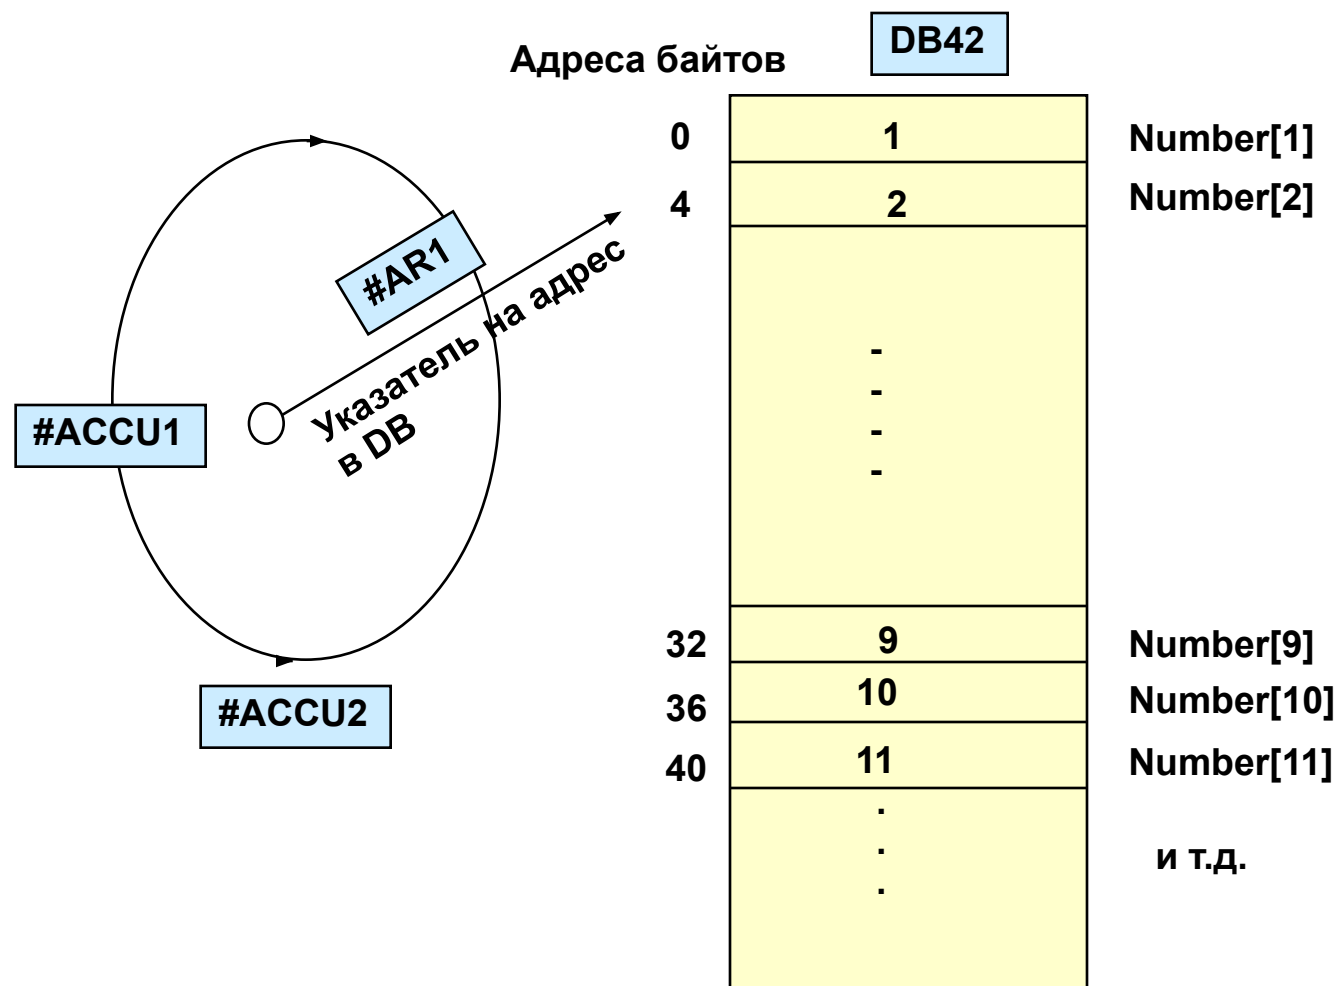 Адреса байтов
DB42
0 1 Number[1]
4 2 Number[2]
#AR1
Указатель на адрес
в DB
-
-
-
-
#ACCU1
32 9 Number[9]
36 10 Number[10]
#ACCU2
40 11 Number[11]
.
.
.
и т.д.